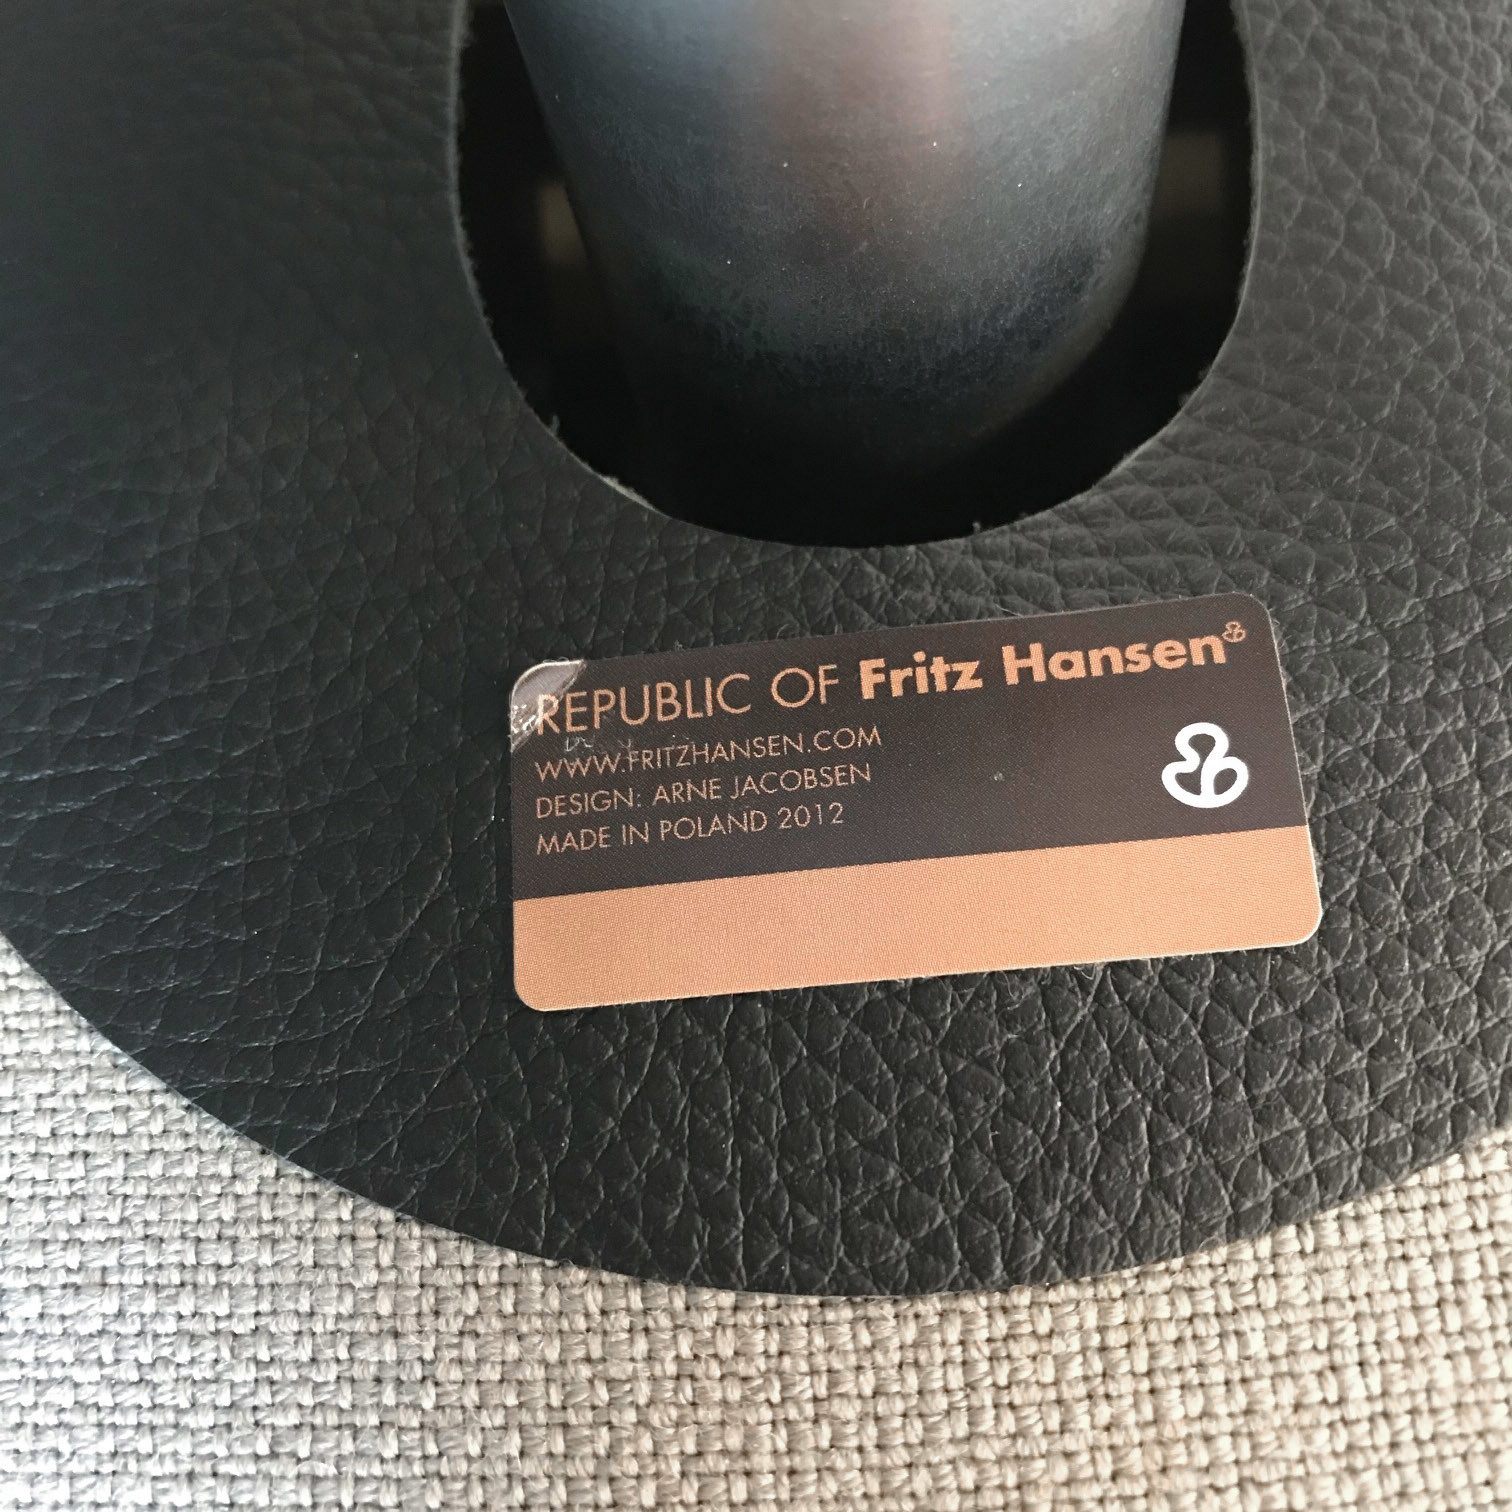 REPUBLIC OF Fritz Hansen
WWW.FRITZHANSEN.COM
DESIGN: ARNE JACOBSEN
MADE IN POLAND 2012